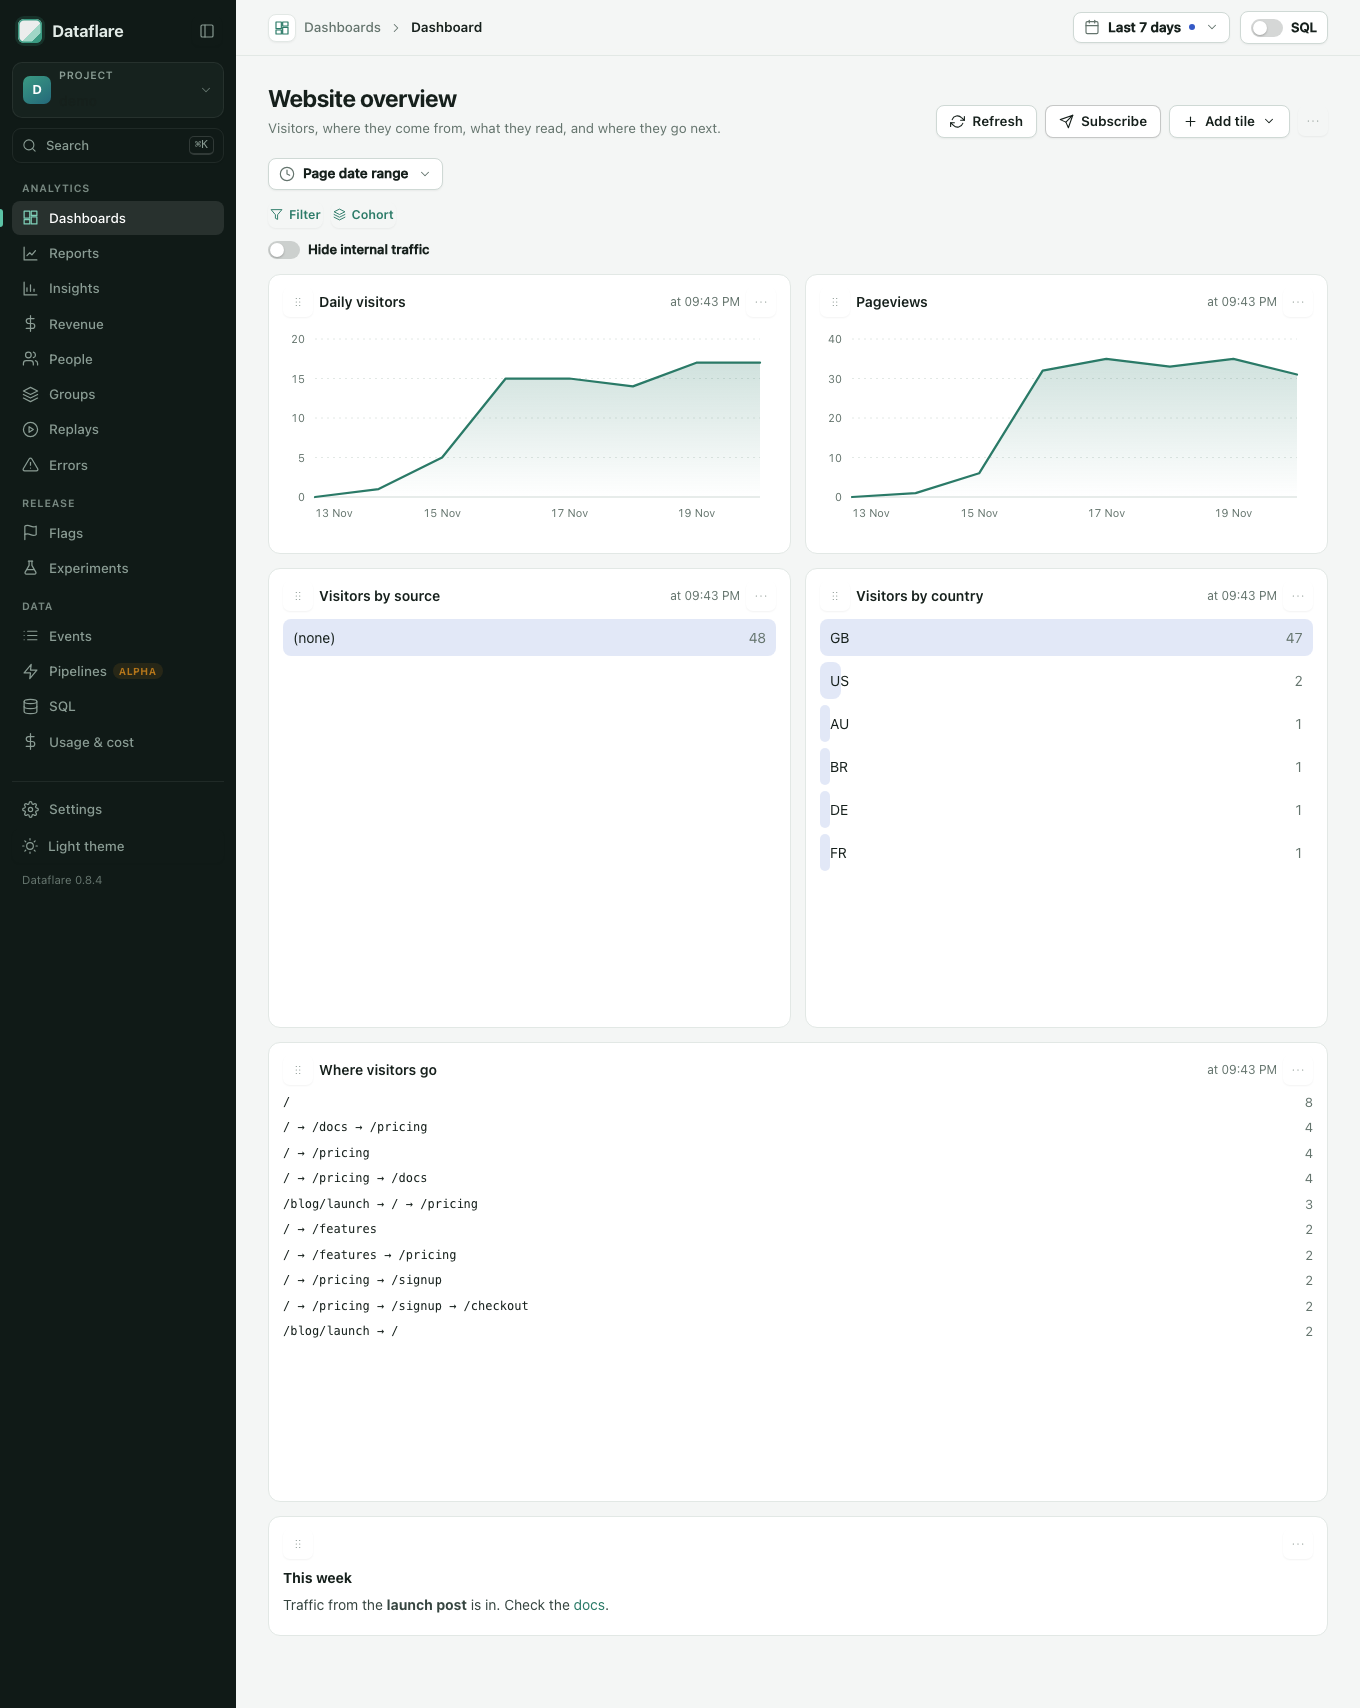 Dataflare
PROJECT
D
Search ⌘K
ANALYTICS
Dashboards
Reports
Insights
Revenue
People
Groups
Replays
Errors
RELEASE
Flags
Experiments
DATA
Events
Pipelines ALPHA
SQL
Usage & cost
Settings
Light theme
Dataflare 0.8.4
Dashboards > Dashboard
Last 7 days
SQL
Website overview
Visitors, where they come from, what they read, and where they go next.
Refresh
Subscribe
Add tile
Page date range
Filter Cohort
Hide internal traffic
Daily visitors at 09:43 PM
20
15
10
5
0
13 Nov 15 Nov 17 Nov 19 Nov
Pageviews at 09:43 PM
40
30
20
10
0
13 Nov 15 Nov 17 Nov 19 Nov
Visitors by source at 09:43 PM
(none) 48
Visitors by country at 09:43 PM
GB 47
US 2
AU 1
BR 1
DE 1
FR 1
Where visitors go at 09:43 PM
/ 8
/ → /docs → /pricing 4
/ → /pricing 4
/ → /pricing → /docs 4
/blog/launch → / → /pricing 3
/ → /features 2
/ → /features → /pricing 2
/ → /pricing → /signup 2
/ → /pricing → /signup → /checkout 2
/blog/launch → / 2
This week
Traffic from the launch post is in. Check the docs.